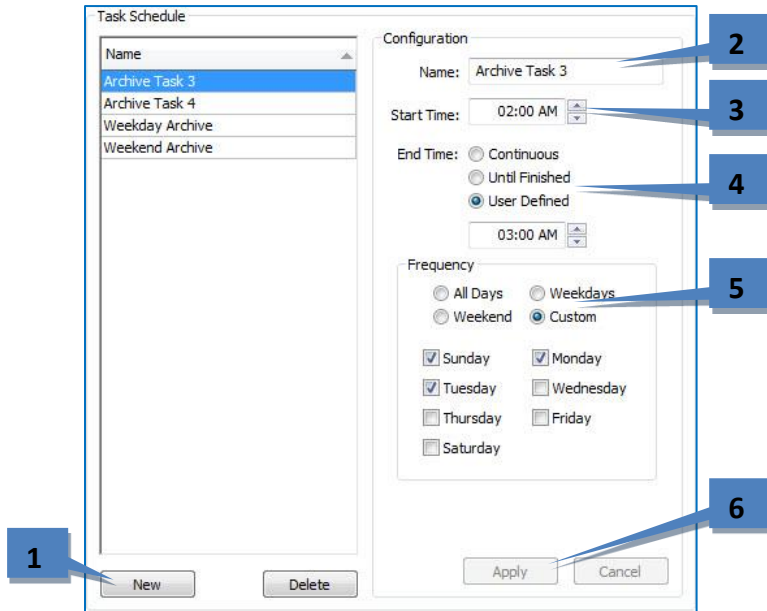 Task Schedule
Name
Archive Task 3
Archive Task 4
Weekday Archive
Weekend Archive
New Delete
Configuration
Name: Archive Task 3
Start Time: 02:00 AM
End Time: Continuous
Until Finished
User Defined
03:00 AM
Frequency
All Days Weekdays
Weekend Custom
Sunday Monday
Tuesday Wednesday
Thursday Friday
Saturday
Apply Cancel
1
2
3
4
5
6